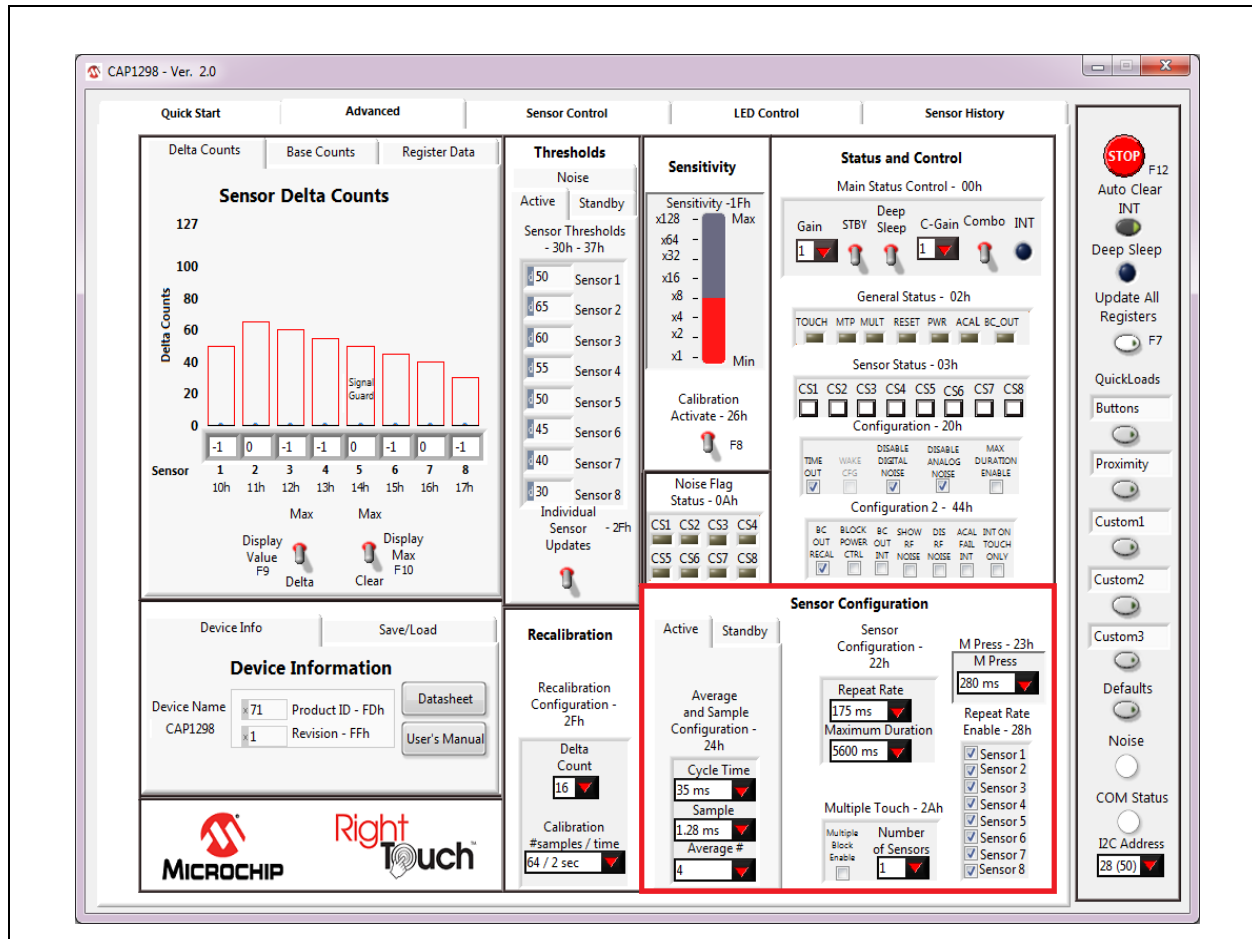 CAP1298 - Ver. 2.0
Quick Start
Advanced
Sensor Control
LED Control
Sensor History
Delta Counts
Base Counts
Register Data
Sensor Delta Counts
Delta Counts
127
100
80
60
40
20
0
Signal
Guard
-1 0 -1 -1 0 -1 0 -1
Sensor 1 2 3 4 5 6 7 8
10h 11h 12h 13h 14h 15h 16h 17h
Max
Max
Display
Value
F9
Delta
Display
Max
F10
Clear
Thresholds
Noise
Active
Standby
Sensor Thresholds
- 30h - 37h
d 50 Sensor 1
d 65 Sensor 2
d 60 Sensor 3
d 55 Sensor 4
d 50 Sensor 5
d 45 Sensor 6
d 40 Sensor 7
d 30 Sensor 8
Individual
Sensor - 2Fh
Updates
Sensitivity
Sensitivity -1Fh
x128 Max
x64
x32
x16
x8
x4
x2
x1 Min
Calibration
Activate - 26h
F8
Noise Flag
Status - 0Ah
CS1 CS2 CS3 CS4
CS5 CS6 CS7 CS8
Status and Control
Main Status Control - 00h
Gain
1
STBY
Deep
Sleep
C-Gain
1
Combo
INT
General Status - 02h
TOUCH MTP MULT RESET PWR ACAL BC_OUT
Sensor Status - 03h
CS1 CS2 CS3 CS4 CS5 CS6 CS7 CS8
Configuration - 20h
TIME
OUT
WAKE
CFG
DISABLE
DIGITAL
NOISE
DISABLE
ANALOG
NOISE
MAX
DURATION
ENABLE
Configuration 2 - 44h
BC
OUT
RECAL
BLOCK
POWER
CTRL
BC
OUT
INT
SHOW
RF
NOISE
DIS
RF
NOISE
ACAL
FAIL
INT
INT ON
TOUCH
ONLY
Device Info
Save/Load
Device Information
Device Name
CAP1298
x 71 Product ID - FDh
x 1 Revision - FFh
Datasheet
User's Manual
MICROCHIP
Right
Touch
Recalibration
Recalibration
Configuration -
2Fh
Delta
Count
16
Calibration
#samples / time
64 / 2 sec
Sensor Configuration
Active
Standby
Average
and Sample
Configuration -
24h
Cycle Time
35 ms
Sample
1.28 ms
Average #
4
Sensor
Configuration -
22h
Repeat Rate
175 ms
Maximum Duration
5600 ms
Multiple Touch - 2Ah
Multiple
Block
Enable
Number
of Sensors
1
M Press - 23h
M Press
280 ms
Repeat Rate
Enable - 28h
Sensor 1
Sensor 2
Sensor 3
Sensor 4
Sensor 5
Sensor 6
Sensor 7
Sensor 8
STOP
F12
Auto Clear
INT
Deep Sleep
Update All
Registers
F7
QuickLoads
Buttons
Proximity
Custom1
Custom2
Custom3
Defaults
Noise
COM Status
I2C Address
28 (50)